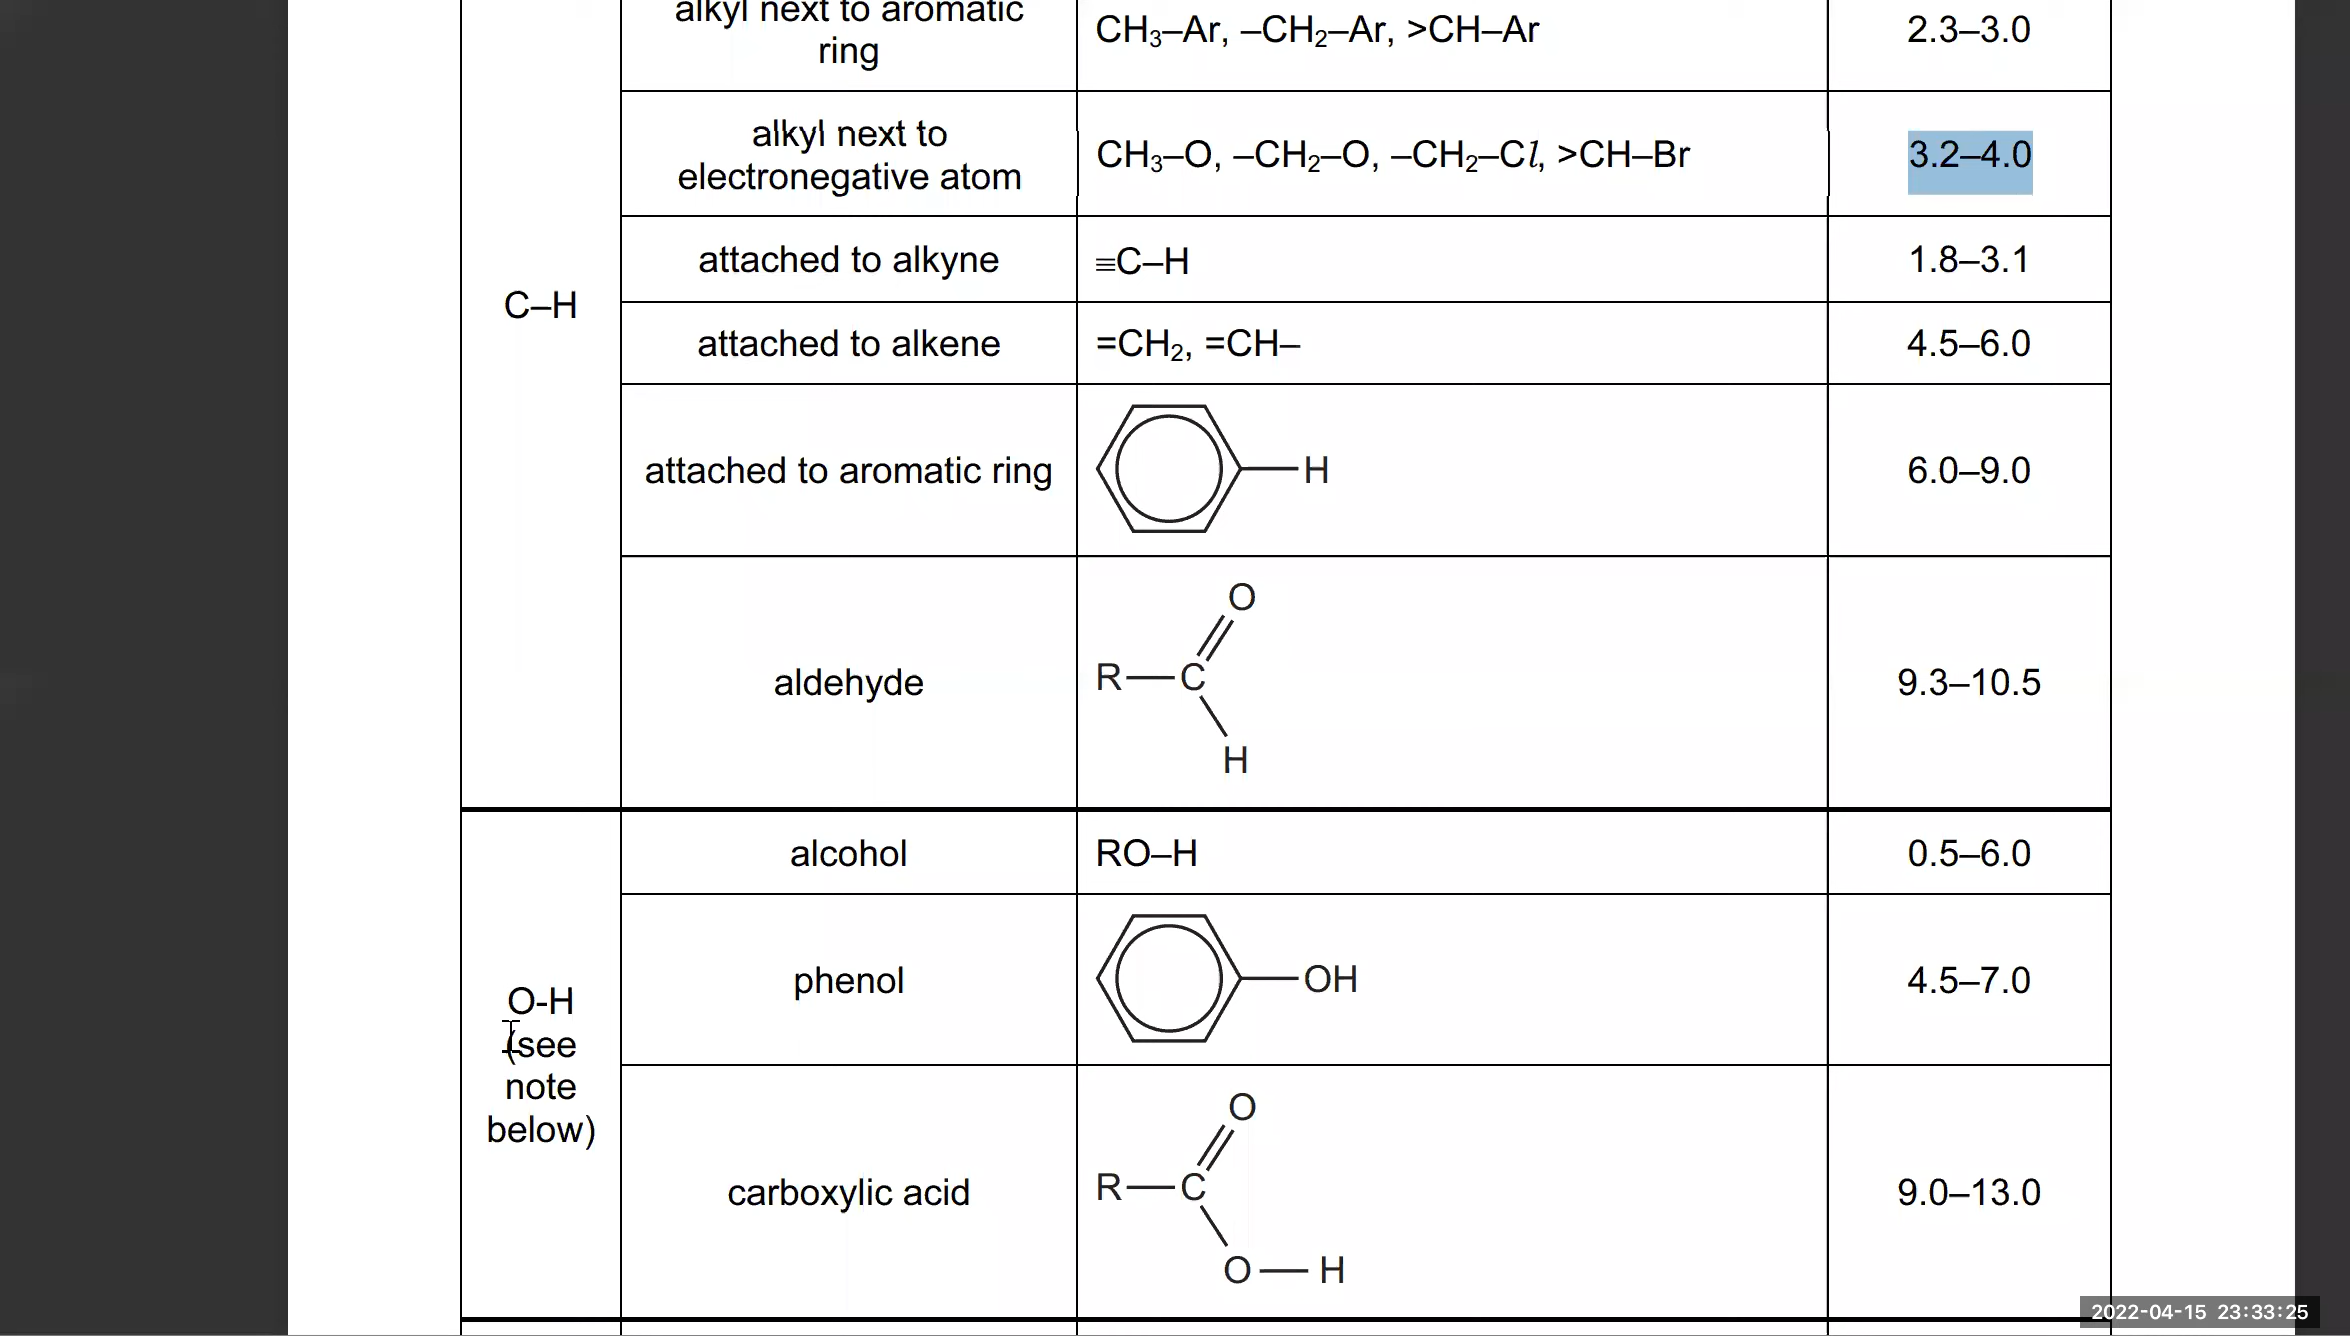 alkyl next to aromatic
ring
CH₃–Ar, –CH₂–Ar, >CH–Ar
2.3–3.0
alkyl next to
electronegative atom
CH₃–O, –CH₂–O, –CH₂–Cl, >CH–Br
3.2–4.0
C–H
attached to alkyne
≡C–H
1.8–3.1
attached to alkene
=CH₂, =CH–
4.5–6.0
attached to aromatic ring
H
6.0–9.0
aldehyde
O
R—C
H
9.3–10.5
O-H
(see
note
below)
alcohol
RO–H
0.5–6.0
phenol
OH
4.5–7.0
carboxylic acid
O
R—C
O—H
9.0–13.0
2022-04-15 23:33:25